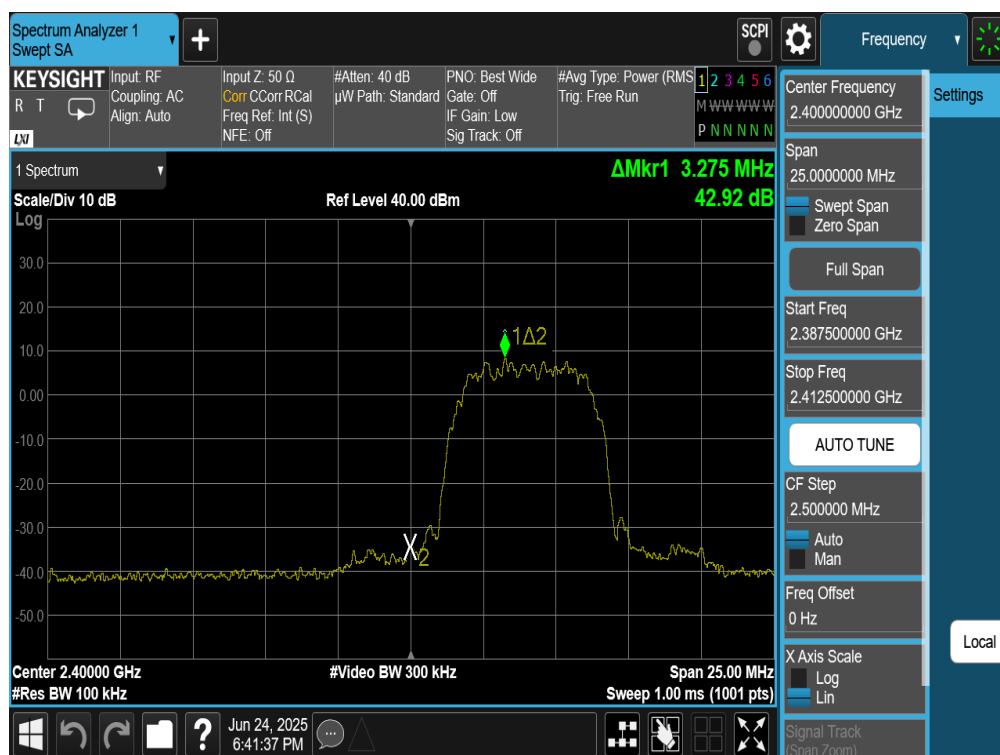 Spectrum Analyzer 1
Swept SA
+
SCPI
Frequency
KEYSIGHT
R T
LXI
Input: RF
Coupling: AC
Align: Auto
Input Z: 50 Ω
Corr CCorr RCal
Freq Ref: Int (S)
NFE: Off
#Atten: 40 dB
µW Path: Standard
PNO: Best Wide
Gate: Off
IF Gain: Low
Sig Track: Off
#Avg Type: Power (RMS
Trig: Free Run
1 2 3 4 5 6
M W W W W W
P N N N N N
1 Spectrum
ΔMkr1 3.275 MHz
42.92 dB
Scale/Div 10 dB
Ref Level 40.00 dBm
Log
30.0
20.0
10.0
0.00
-10.0
-20.0
-30.0
-40.0
-50.0
1Δ2
X2
Center 2.40000 GHz
#Video BW 300 kHz
Span 25.00 MHz
#Res BW 100 kHz
Sweep 1.00 ms (1001 pts)
Center Frequency
2.400000000 GHz
Span
25.0000000 MHz
Swept Span
Zero Span
Full Span
Start Freq
2.387500000 GHz
Stop Freq
2.412500000 GHz
AUTO TUNE
CF Step
2.500000 MHz
Auto
Man
Freq Offset
0 Hz
X Axis Scale
Log
Lin
Signal Track
(Span Zoom)
Settings
Local
?
Jun 24, 2025
6:41:37 PM